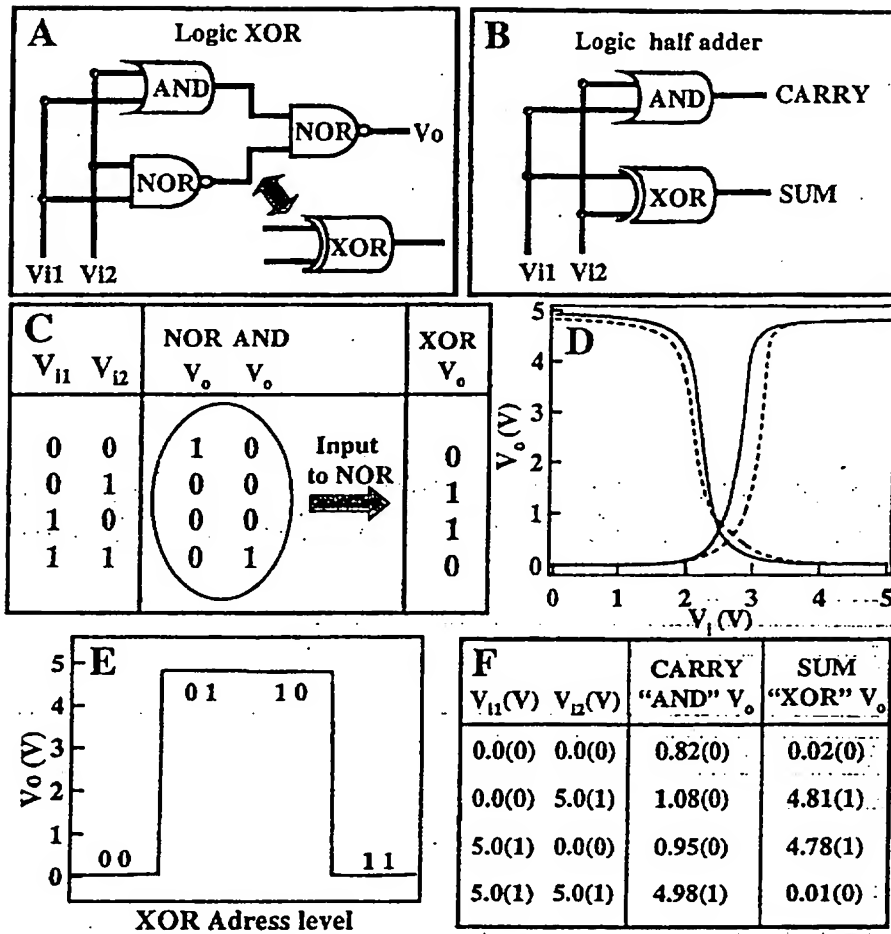 A
Logic XOR
AND
NOR
NOR
Vo
XOR
Vi1 Vi2
B
Logic half adder
AND
CARRY
XOR
SUM
Vi1 Vi2
C
NOR AND XOR
Vi1 Vi2 Vo Vo Vo
0 0 1 0 0
0 1 0 0 1
1 0 0 0 1
1 1 0 1 0
Input
to NOR
D
5
4
3
2
1
0
Vo(V)
0 1 2 3 4 5
Vi(V)
E
5
4
3
2
1
0
Vo(V)
0 1 1 0
0 0 1 1
XOR Adress level
F
CARRY SUM
Vi1(V) Vi2(V) “AND” Vo “XOR” Vo
0.0(0) 0.0(0) 0.82(0) 0.02(0)
0.0(0) 5.0(1) 1.08(0) 4.81(1)
5.0(1) 0.0(0) 0.95(0) 4.78(1)
5.0(1) 5.0(1) 4.98(1) 0.01(0)